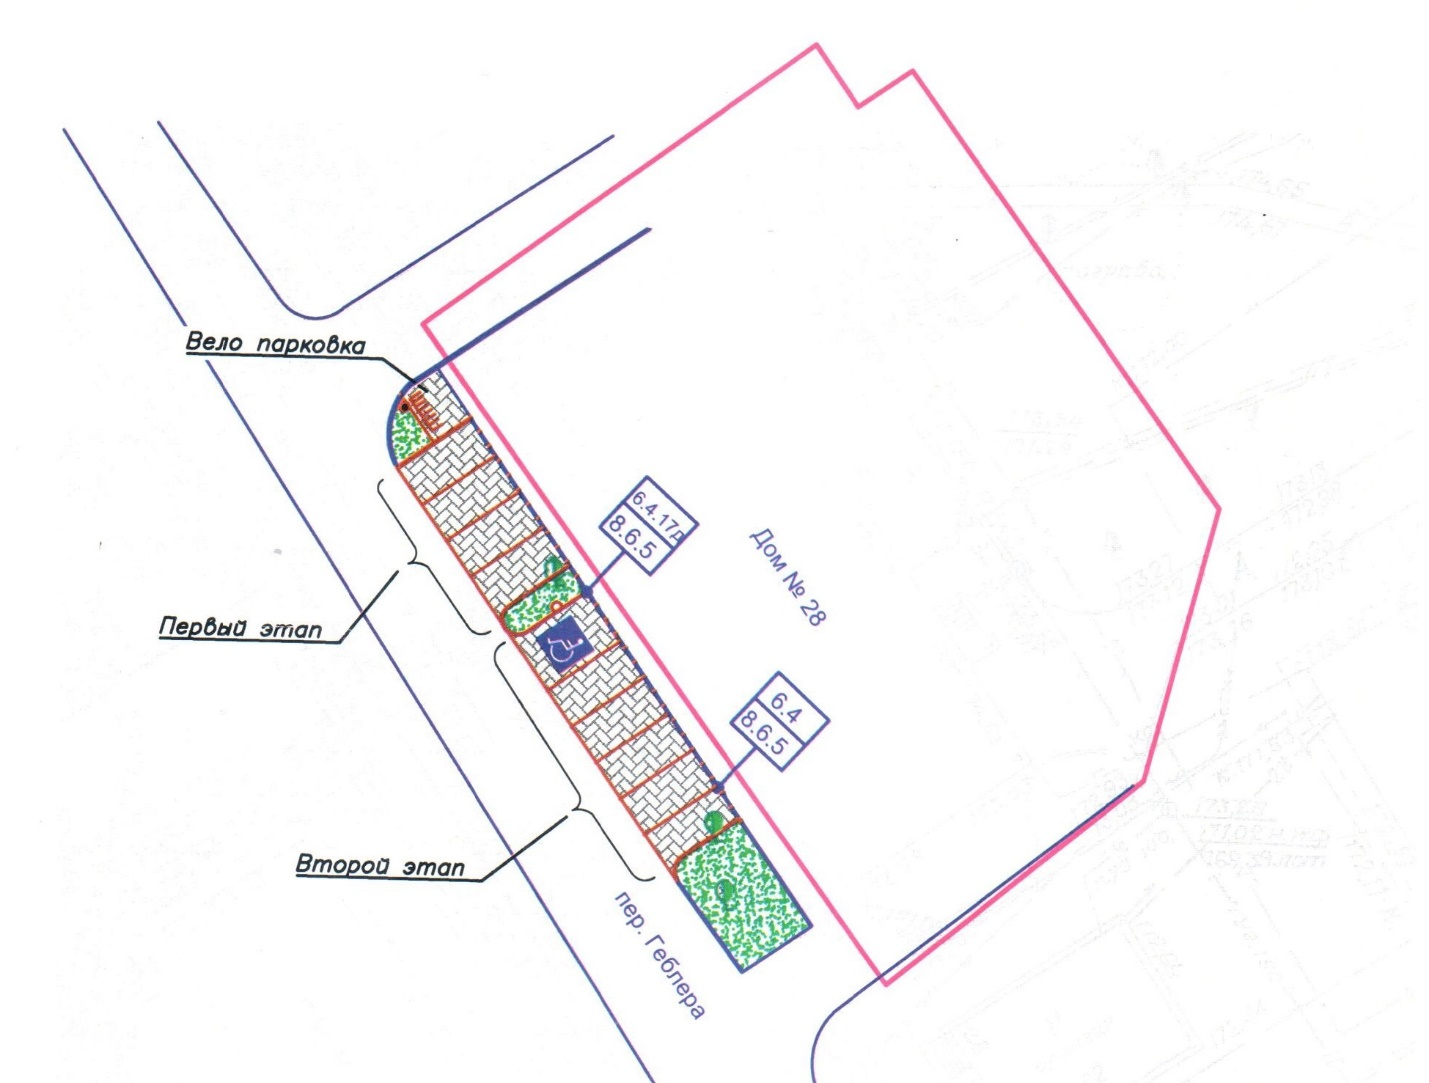 Вело парковка
6.4.17д
8.6.5
Дом № 28
Первый этап
6.4
8.6.5
Второй этап
пер. Геблера